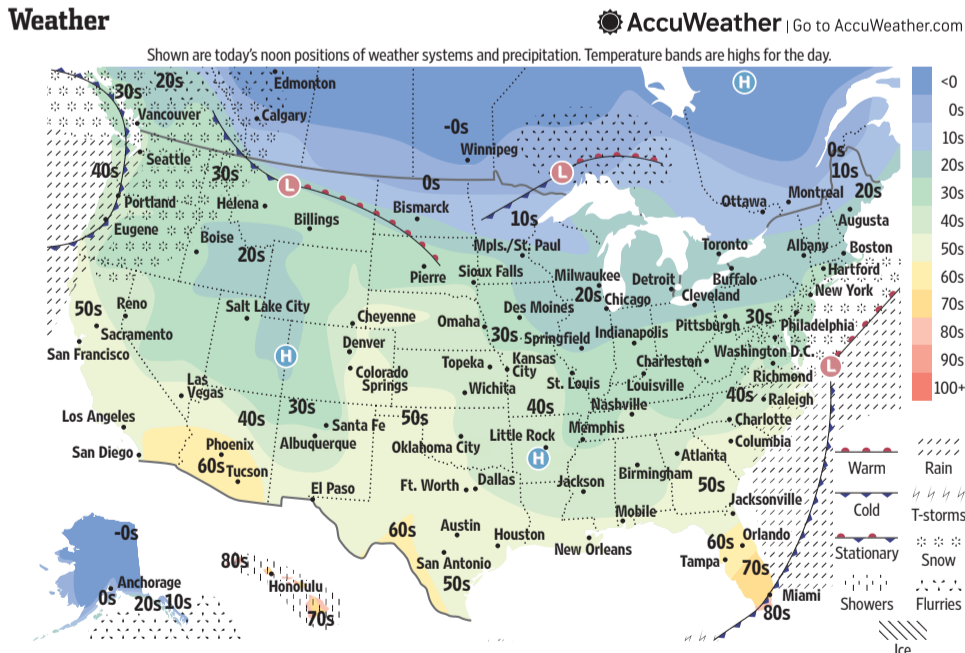 Weather
AccuWeather | Go to AccuWeather.com
Shown are today's noon positions of weather systems and precipitation. Temperature bands are highs for the day.
<0
0s
10s
20s
30s
40s
50s
60s
70s
80s
90s
100+
20s
30s
Edmonton
H
Vancouver
Calgary
-0s
Winnipeg
Seattle
40s
30s
L
0s
L
0s
10s
20s
Portland
Helena
Bismarck
10s
Ottawa
Montreal
Augusta
Eugene
Billings
Boise
20s
Mpls./St. Paul
Toronto
Albany
Boston
Pierre
Sioux Falls
Milwaukee
Detroit
Buffalo
Hartford
50s
Reno
Salt Lake City
Cheyenne
Omaha
Des Moines
20s
Chicago
Cleveland
New York
Sacramento
San Francisco
H
Denver
30s
Springfield
Indianapolis
Pittsburgh
30s
Philadelphia
Topeka
Kansas
City
Charleston
Washington D.C.
L
Colorado
Springs
Wichita
St. Louis
Louisville
Richmond
Las
Vegas
Los Angeles
40s
30s
Santa Fe
50s
40s
Nashville
40s
Raleigh
Charlotte
San Diego
Phoenix
Albuquerque
Oklahoma City
Little Rock
Memphis
Columbia
60s
Tucson
H
Atlanta
El Paso
Ft. Worth
Dallas
Jackson
Birmingham
50s
Jacksonville
60s
Austin
Houston
Mobile
New Orleans
60s
Orlando
San Antonio
50s
Tampa
70s
Miami
80s
-0s
Anchorage
0s
20s
10s
80s
Honolulu
70s
Warm
Rain
Cold
T-storms
Stationary
Snow
Showers
Flurries
Ice